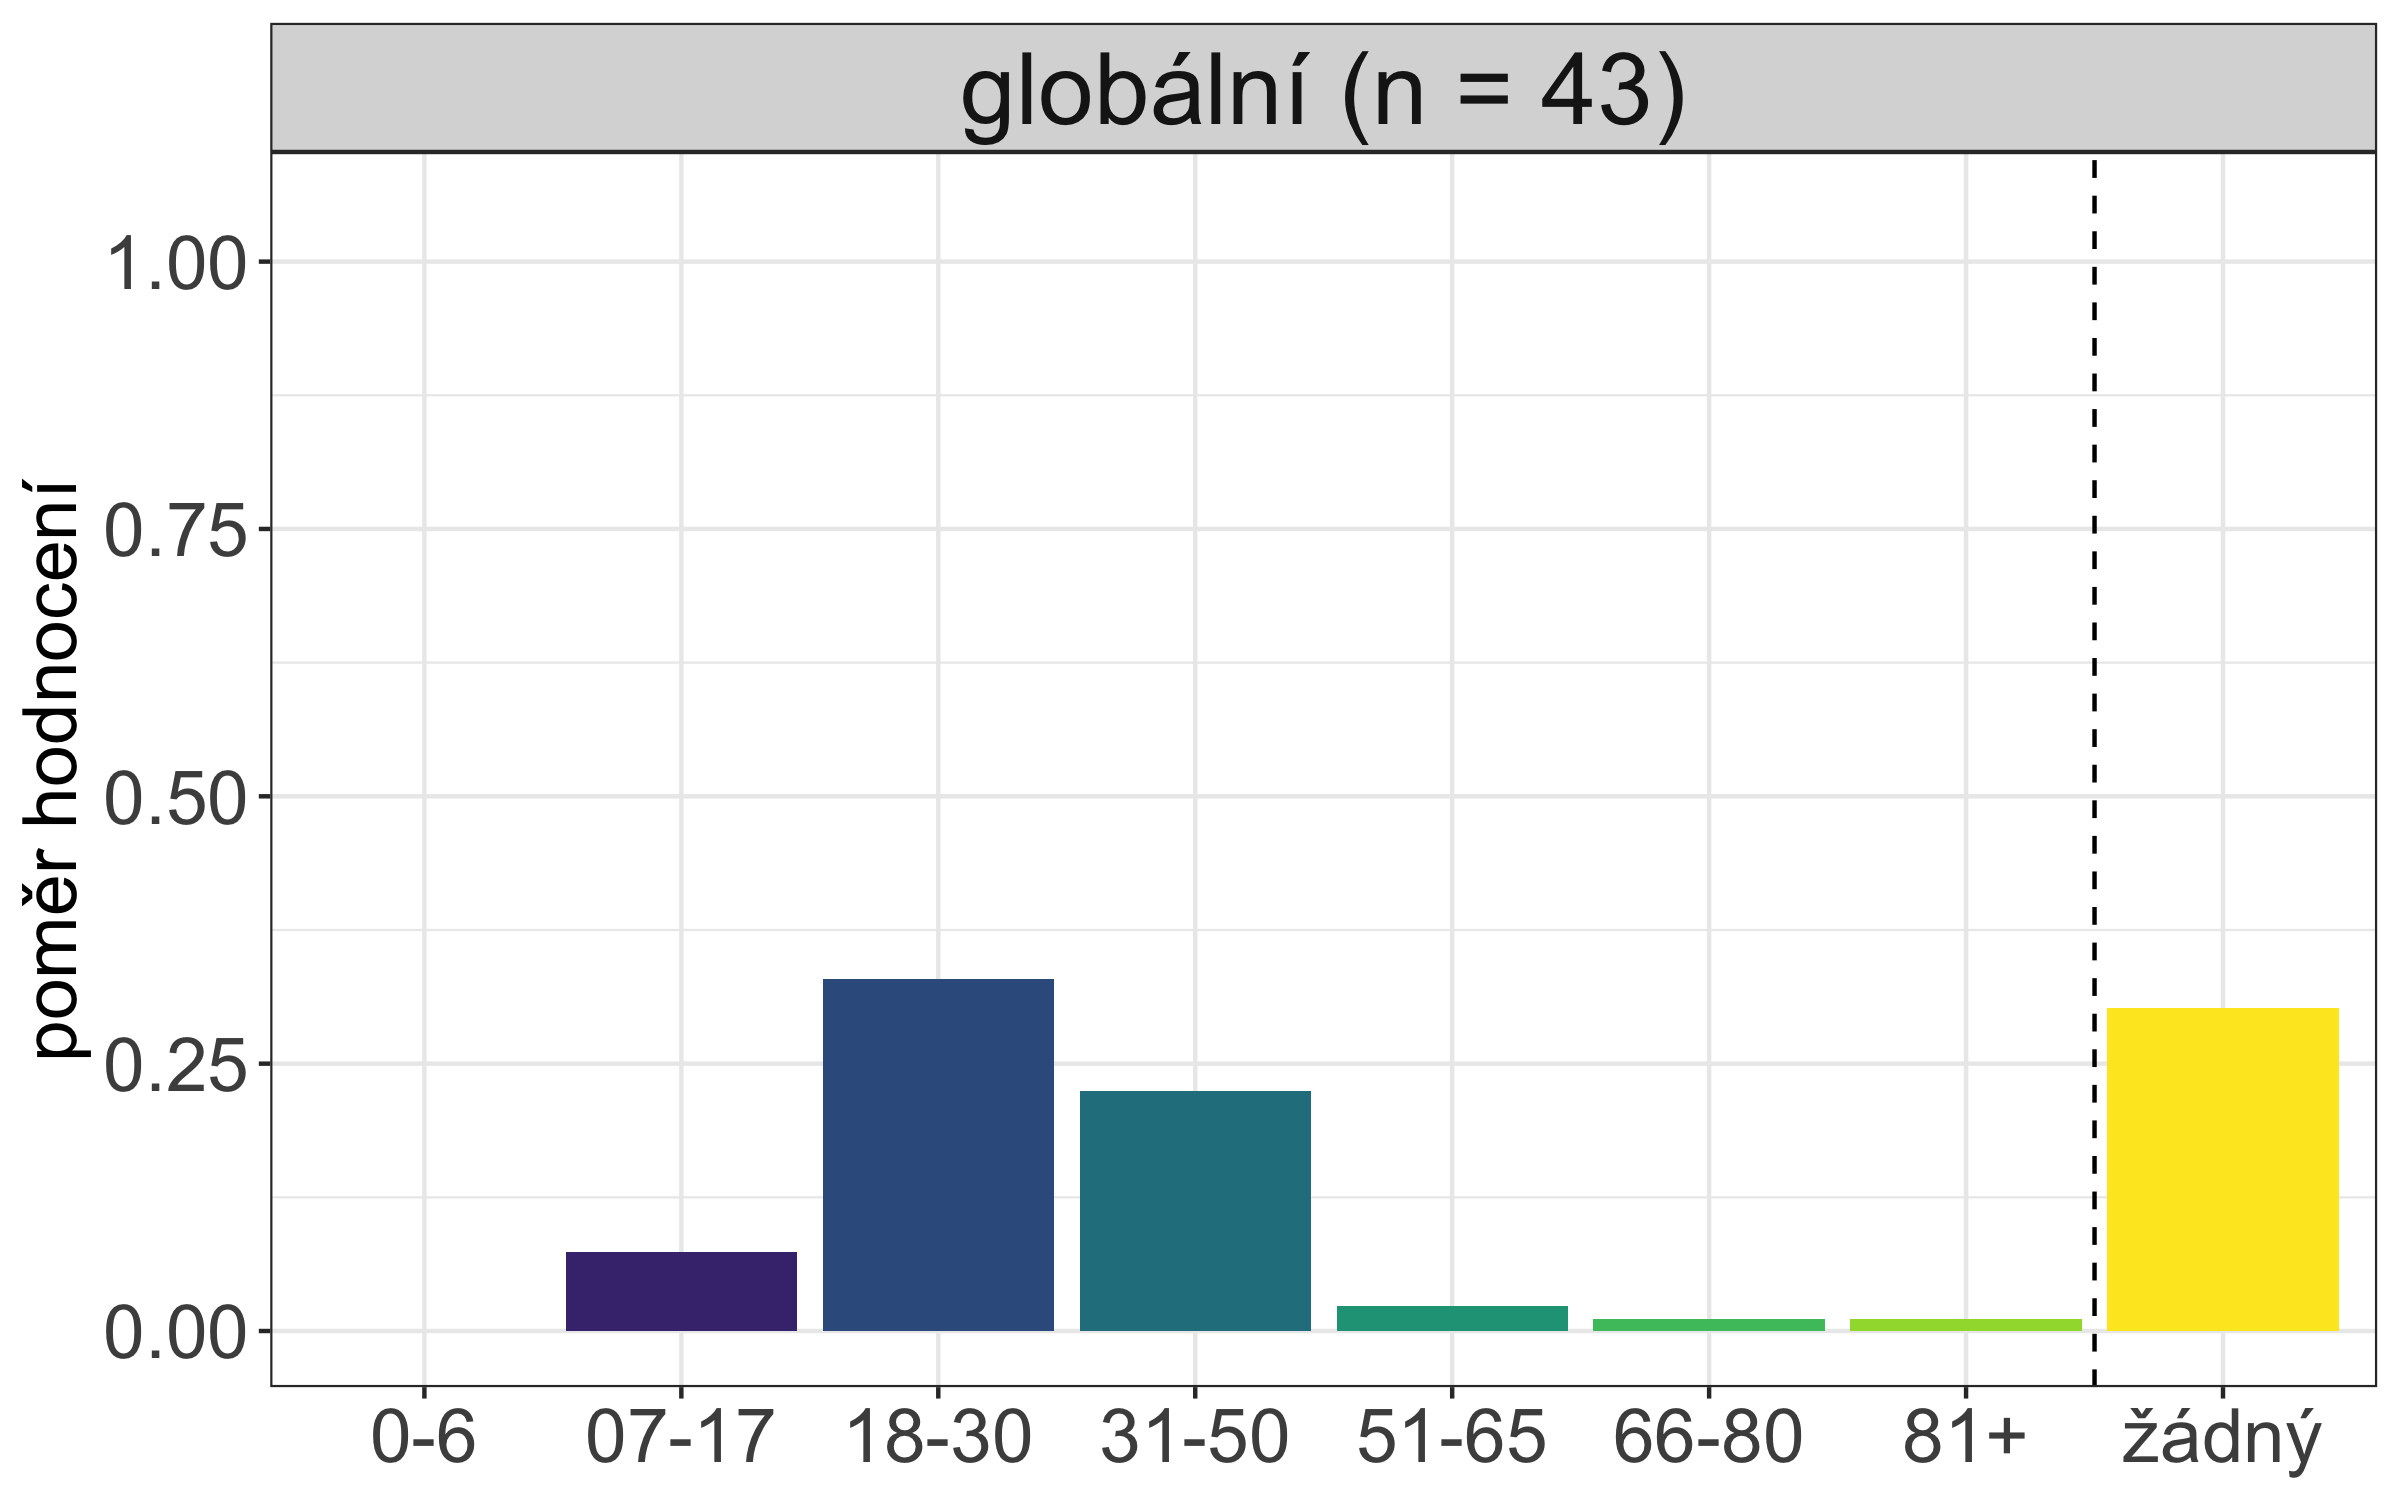 globální (n = 43)
poměr hodnocení
1.00
0.75
0.50
0.25
0.00
0-6 07-17 18-30 31-50 51-65 66-80 81+ žádný